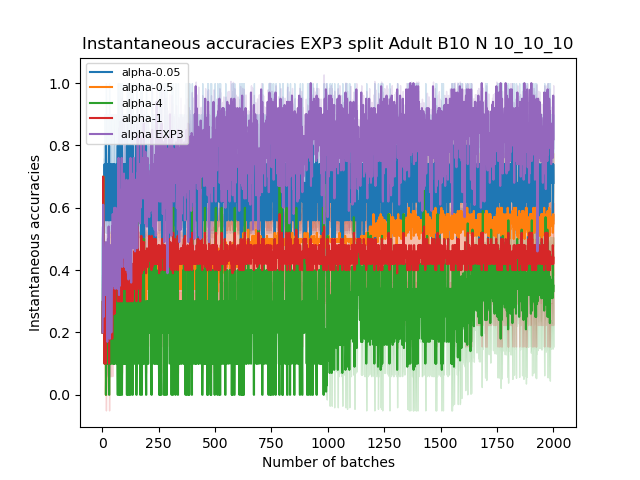 Instantaneous accuracies EXP3 split Adult B10 N 10_10_10
alpha-0.05
alpha-0.5
alpha-4
alpha-1
alpha EXP3
1.0
0.8
0.6
0.4
0.2
0.0
Instantaneous accuracies
0 250 500 750 1000 1250 1500 1750 2000
Number of batches